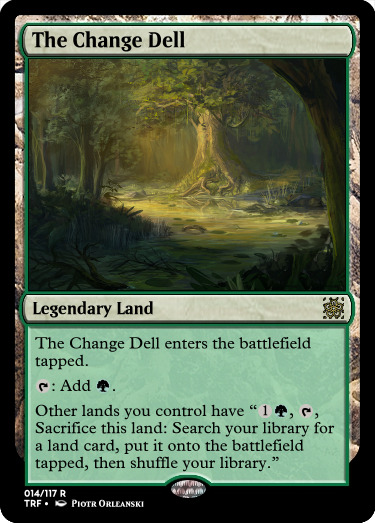 The Change Dell
Legendary Land
The Change Dell enters the battlefield
tapped.
: Add .
Other lands you control have “ 1 , ,
Sacrifice this land: Search your library for
a land card, put it onto the battlefield
tapped, then shuffle your library.”
014/117 R
TRF • Piotr Orleanski